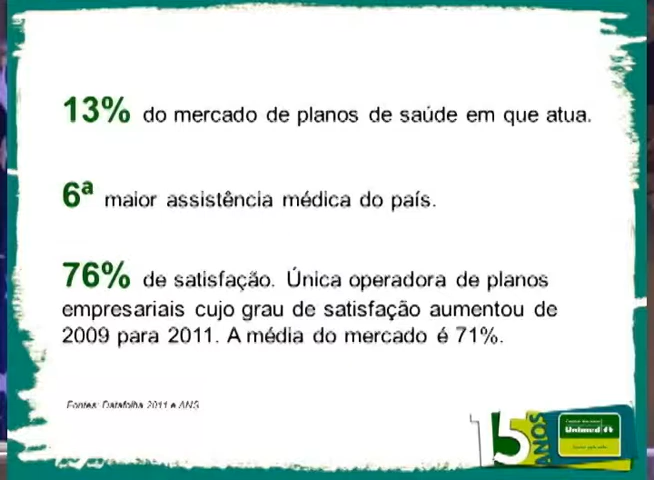 13% do mercado de planos de saúde em que atua.
6ª maior assistência médica do país.
76% de satisfação. Única operadora de planos
empresariais cujo grau de satisfação aumentou de
2009 para 2011. A média do mercado é 71%.
Fontes: Datafolha 2011 e ANS
15 ANOS
Unimed